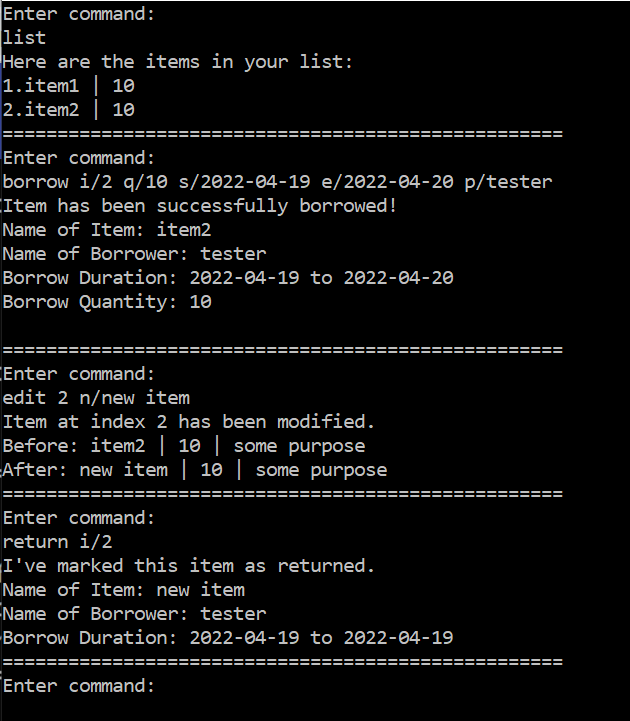 Enter command:
list
Here are the items in your list:
1.item1 | 10
2.item2 | 10
===================================================
Enter command:
borrow i/2 q/10 s/2022-04-19 e/2022-04-20 p/tester
Item has been successfully borrowed!
Name of Item: item2
Name of Borrower: tester
Borrow Duration: 2022-04-19 to 2022-04-20
Borrow Quantity: 10

===================================================
Enter command:
edit 2 n/new item
Item at index 2 has been modified.
Before: item2 | 10 | some purpose
After: new item | 10 | some purpose
===================================================
Enter command:
return i/2
I've marked this item as returned.
Name of Item: new item
Name of Borrower: tester
Borrow Duration: 2022-04-19 to 2022-04-19
===================================================
Enter command: